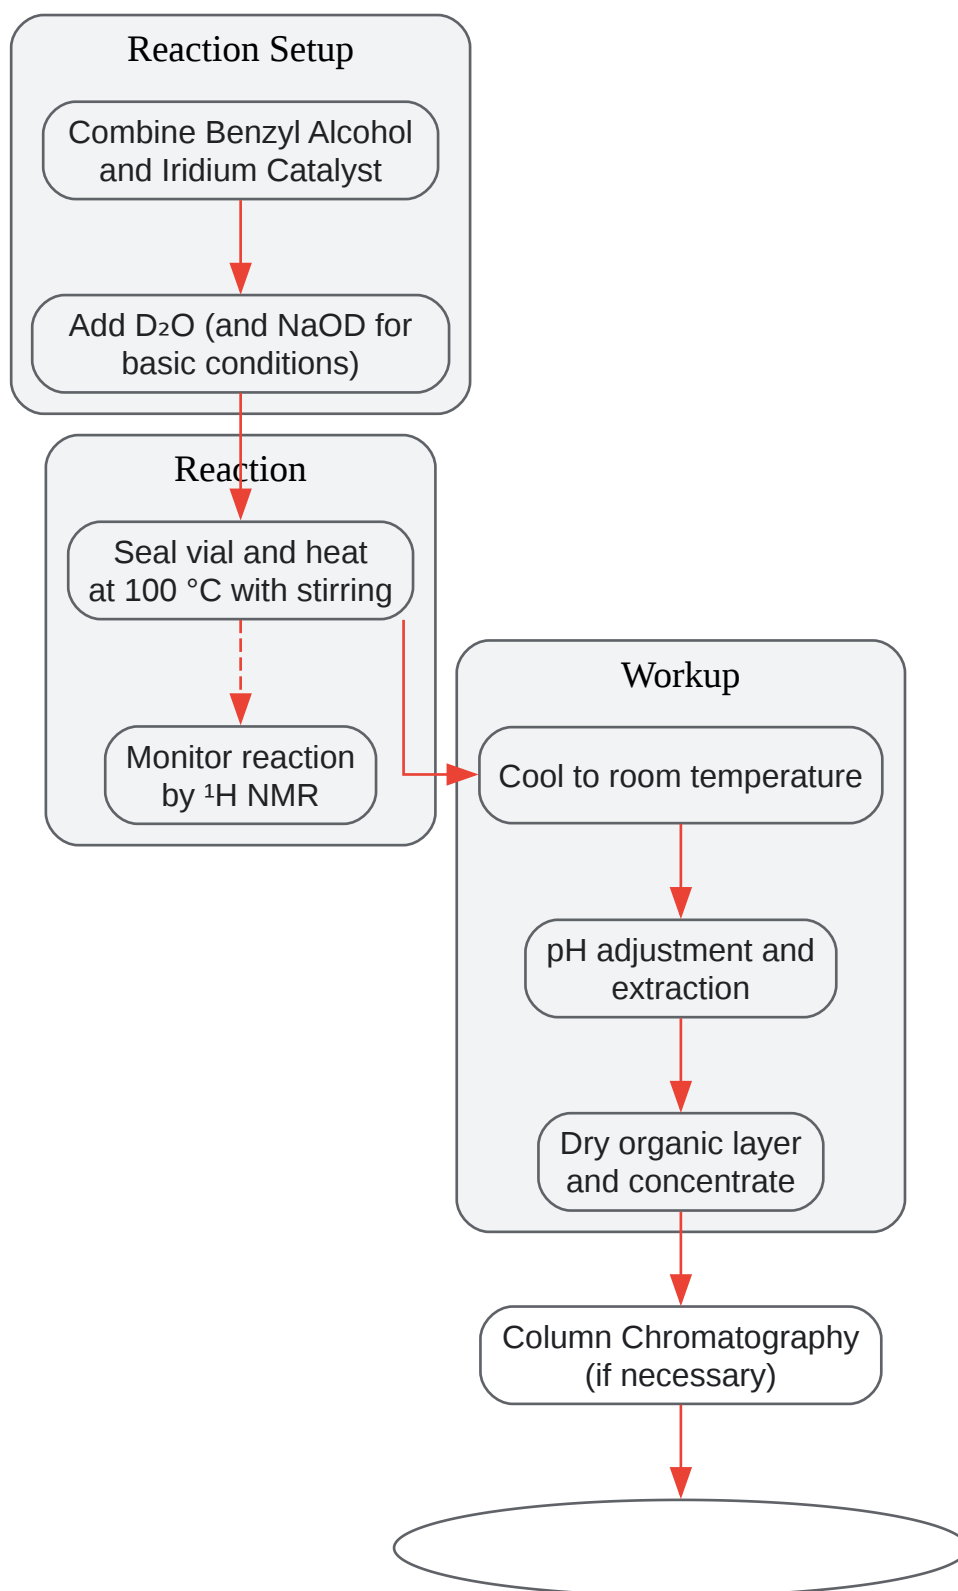 Reaction Setup
Combine Benzyl Alcohol
and Iridium Catalyst
Add D₂O (and NaOD for
basic conditions)
Reaction
Seal vial and heat
at 100 °C with stirring
Monitor reaction
by ¹H NMR
Workup
Cool to room temperature
pH adjustment and
extraction
Dry organic layer
and concentrate
Column Chromatography
(if necessary)